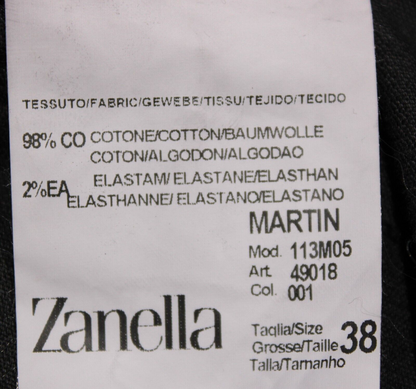 TESSUTO/FABRIC/GEWEBE/TISSU/TEJIDO/TECIDO
98% CO COTONE/COTTON/BAUMWOLLE
COTON/ALGODON/ALGODAO
2%EA ELASTAM/ELASTANE/ELASTHAN
ELASTHANNE/ELASTANO/ELASTANO
MARTIN
Mod. 113M05
Art. 49018
Col. 001
Zanella
Taglia/Size
Grosse/Taille 38
Talla/Tamanho